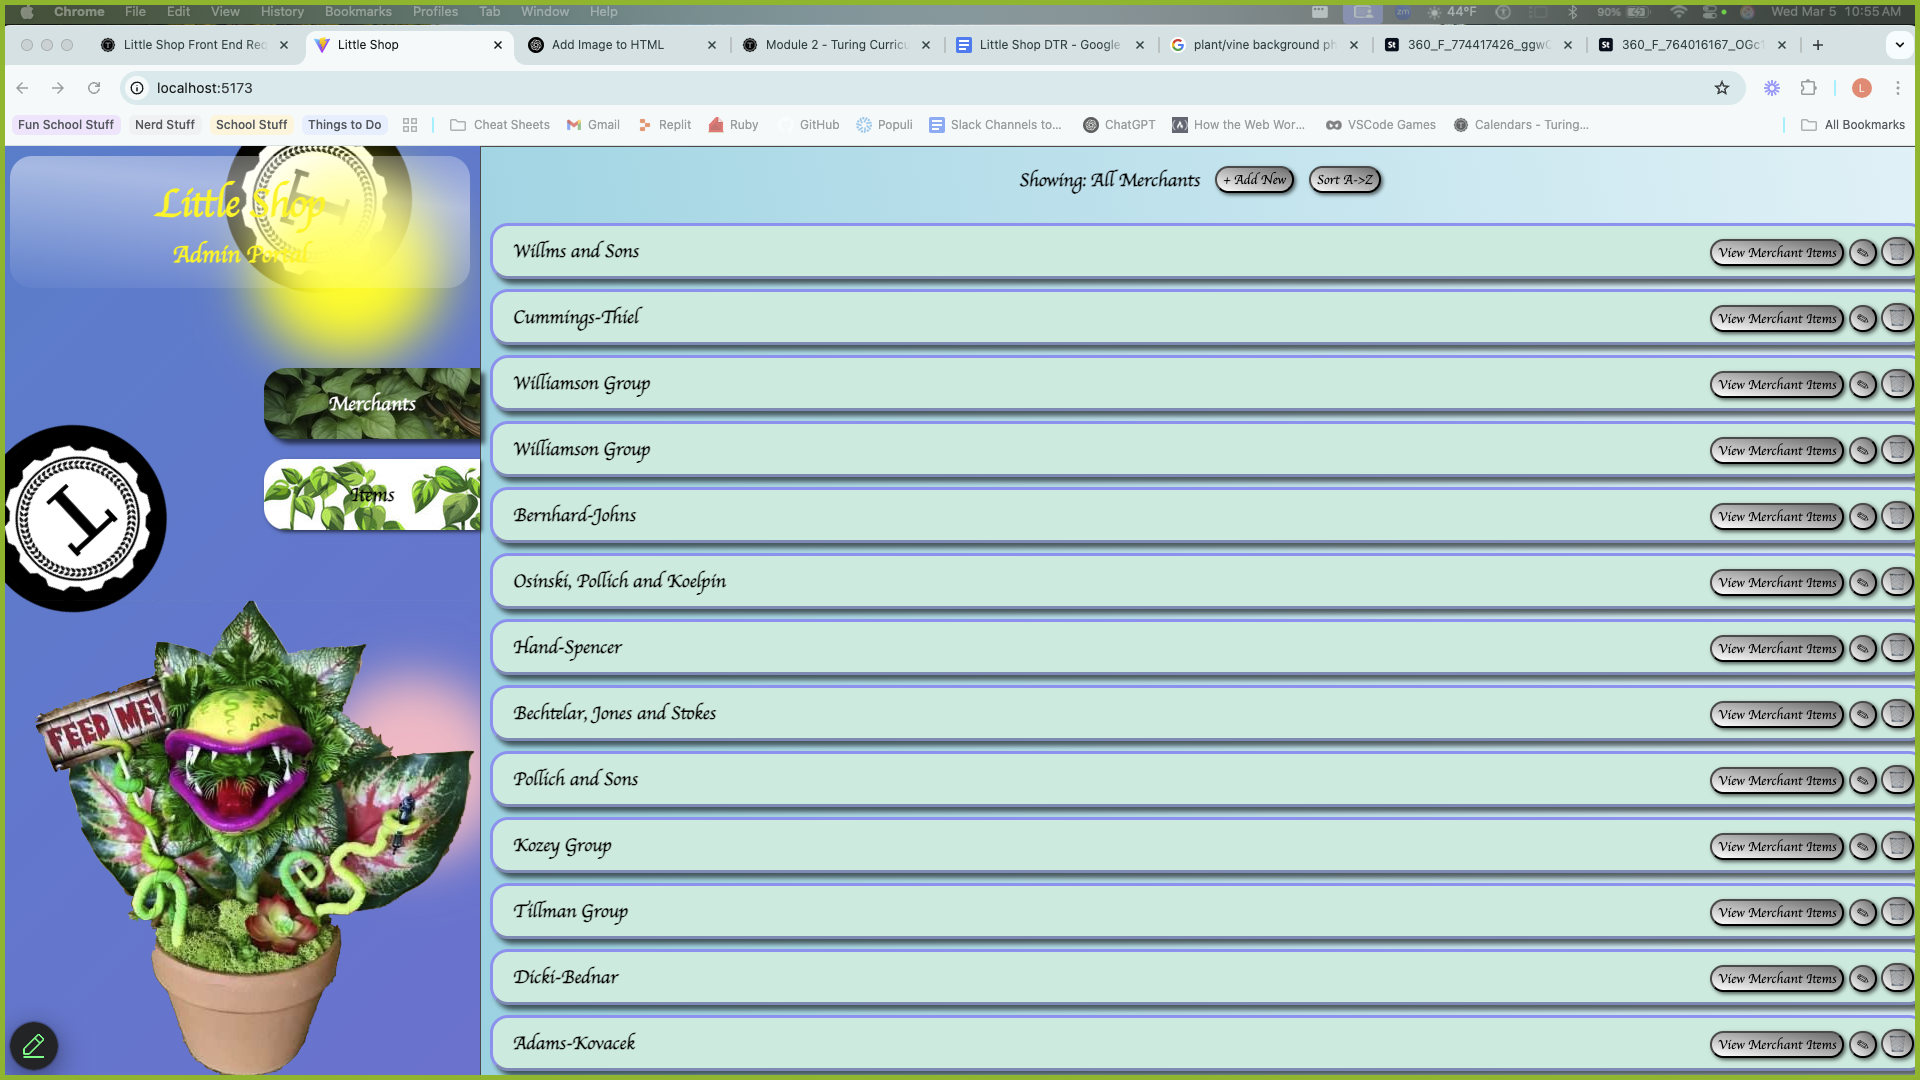 Chrome File Edit View History Bookmarks Profiles Tab Window Help 44°F 90% Wed Mar 5 10:55 AM
Little Shop Front End Req Little Shop Add Image to HTML Module 2 - Turing Curricu Little Shop DTR - Google plant/vine background ph 360_F_774417426_ggwC 360_F_764016167_OGc
localhost:5173
L
Fun School Stuff Nerd Stuff School Stuff Things to Do Cheat Sheets Gmail Replit Ruby GitHub Populi Slack Channels to... ChatGPT How the Web Wor... VSCode Games Calendars - Turing... All Bookmarks
Little Shop
Admin Portal
Merchants
Items
FEED ME!
Showing: All Merchants + Add New Sort A->Z
Willms and Sons View Merchant Items
Cummings-Thiel View Merchant Items
Williamson Group View Merchant Items
Williamson Group View Merchant Items
Bernhard-Johns View Merchant Items
Osinski, Pollich and Koelpin View Merchant Items
Hand-Spencer View Merchant Items
Bechtelar, Jones and Stokes View Merchant Items
Pollich and Sons View Merchant Items
Kozey Group View Merchant Items
Tillman Group View Merchant Items
Dicki-Bednar View Merchant Items
Adams-Kovacek View Merchant Items